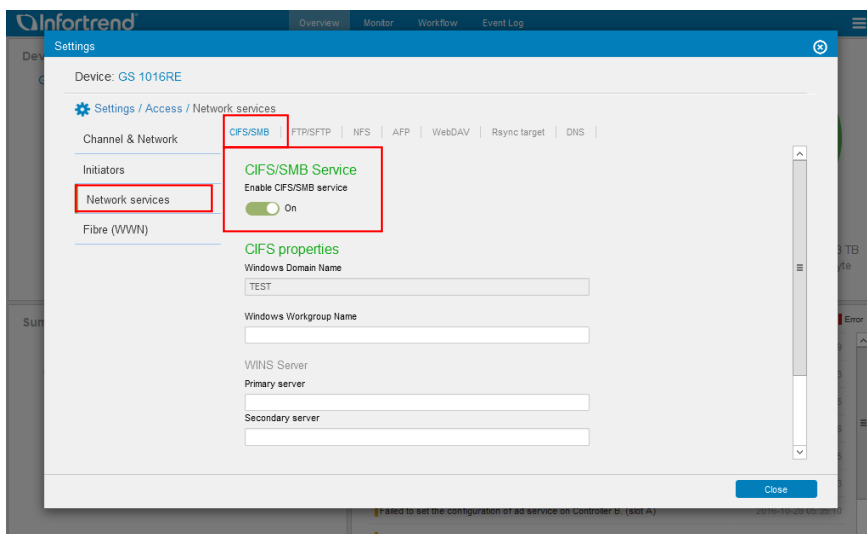 Infortrend
Overview Monitor Workflow Event Log
Settings
Dev
Device: GS 1016RE
Settings / Access / Network services
Channel & Network
CIFS/SMB FTP/SFTP NFS AFP WebDAV Rsync target DNS
Initiators
CIFS/SMB Service
Enable CIFS/SMB service
Network services
On
Fibre (WWN)
CIFS properties
Windows Domain Name
TEST
TB
Windows Workgroup Name
Sum
Error
WINS Server
Primary server
Secondary server
Close
Failed to set the configuration of ad service on Controller B. (slot A)